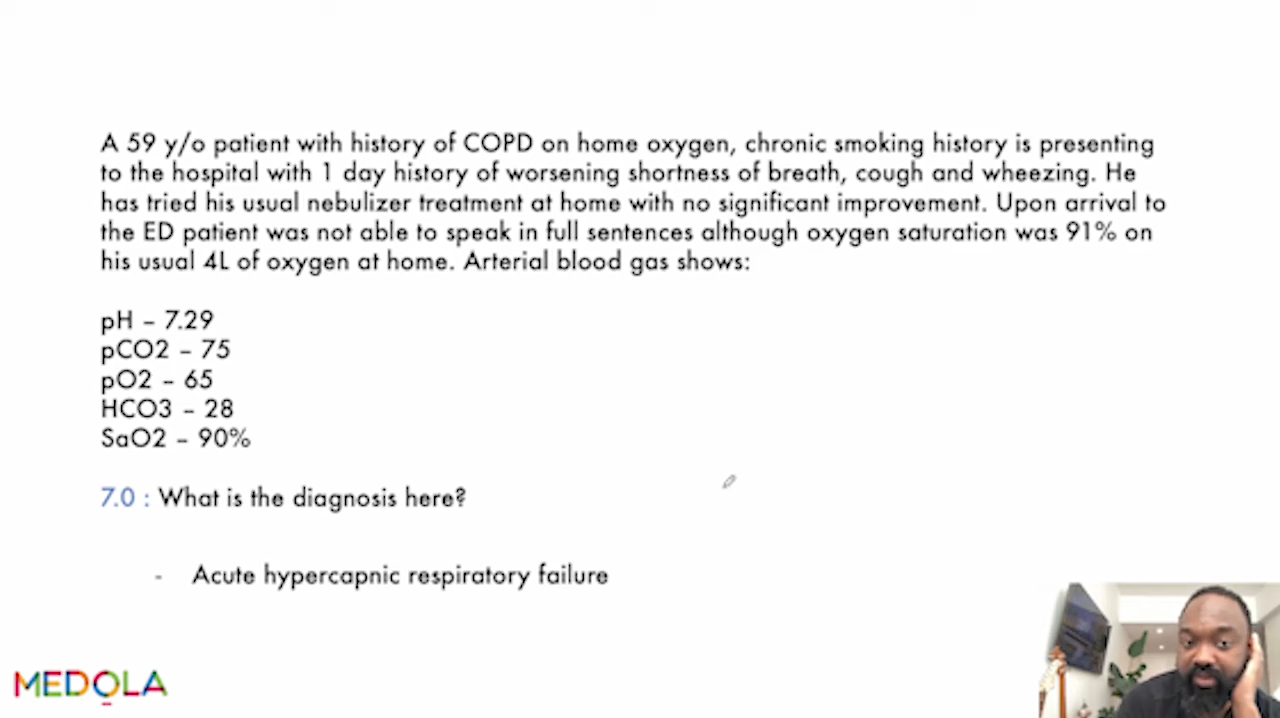 A 59 y/o patient with history of COPD on home oxygen, chronic smoking history is presenting
to the hospital with 1 day history of worsening shortness of breath, cough and wheezing. He
has tried his usual nebulizer treatment at home with no significant improvement. Upon arrival to
the ED patient was not able to speak in full sentences although oxygen saturation was 91% on
his usual 4L of oxygen at home. Arterial blood gas shows:
pH – 7.29
pCO2 – 75
pO2 – 65
HCO3 – 28
SaO2 – 90%
7.0 : What is the diagnosis here?
- Acute hypercapnic respiratory failure
MEDOLA